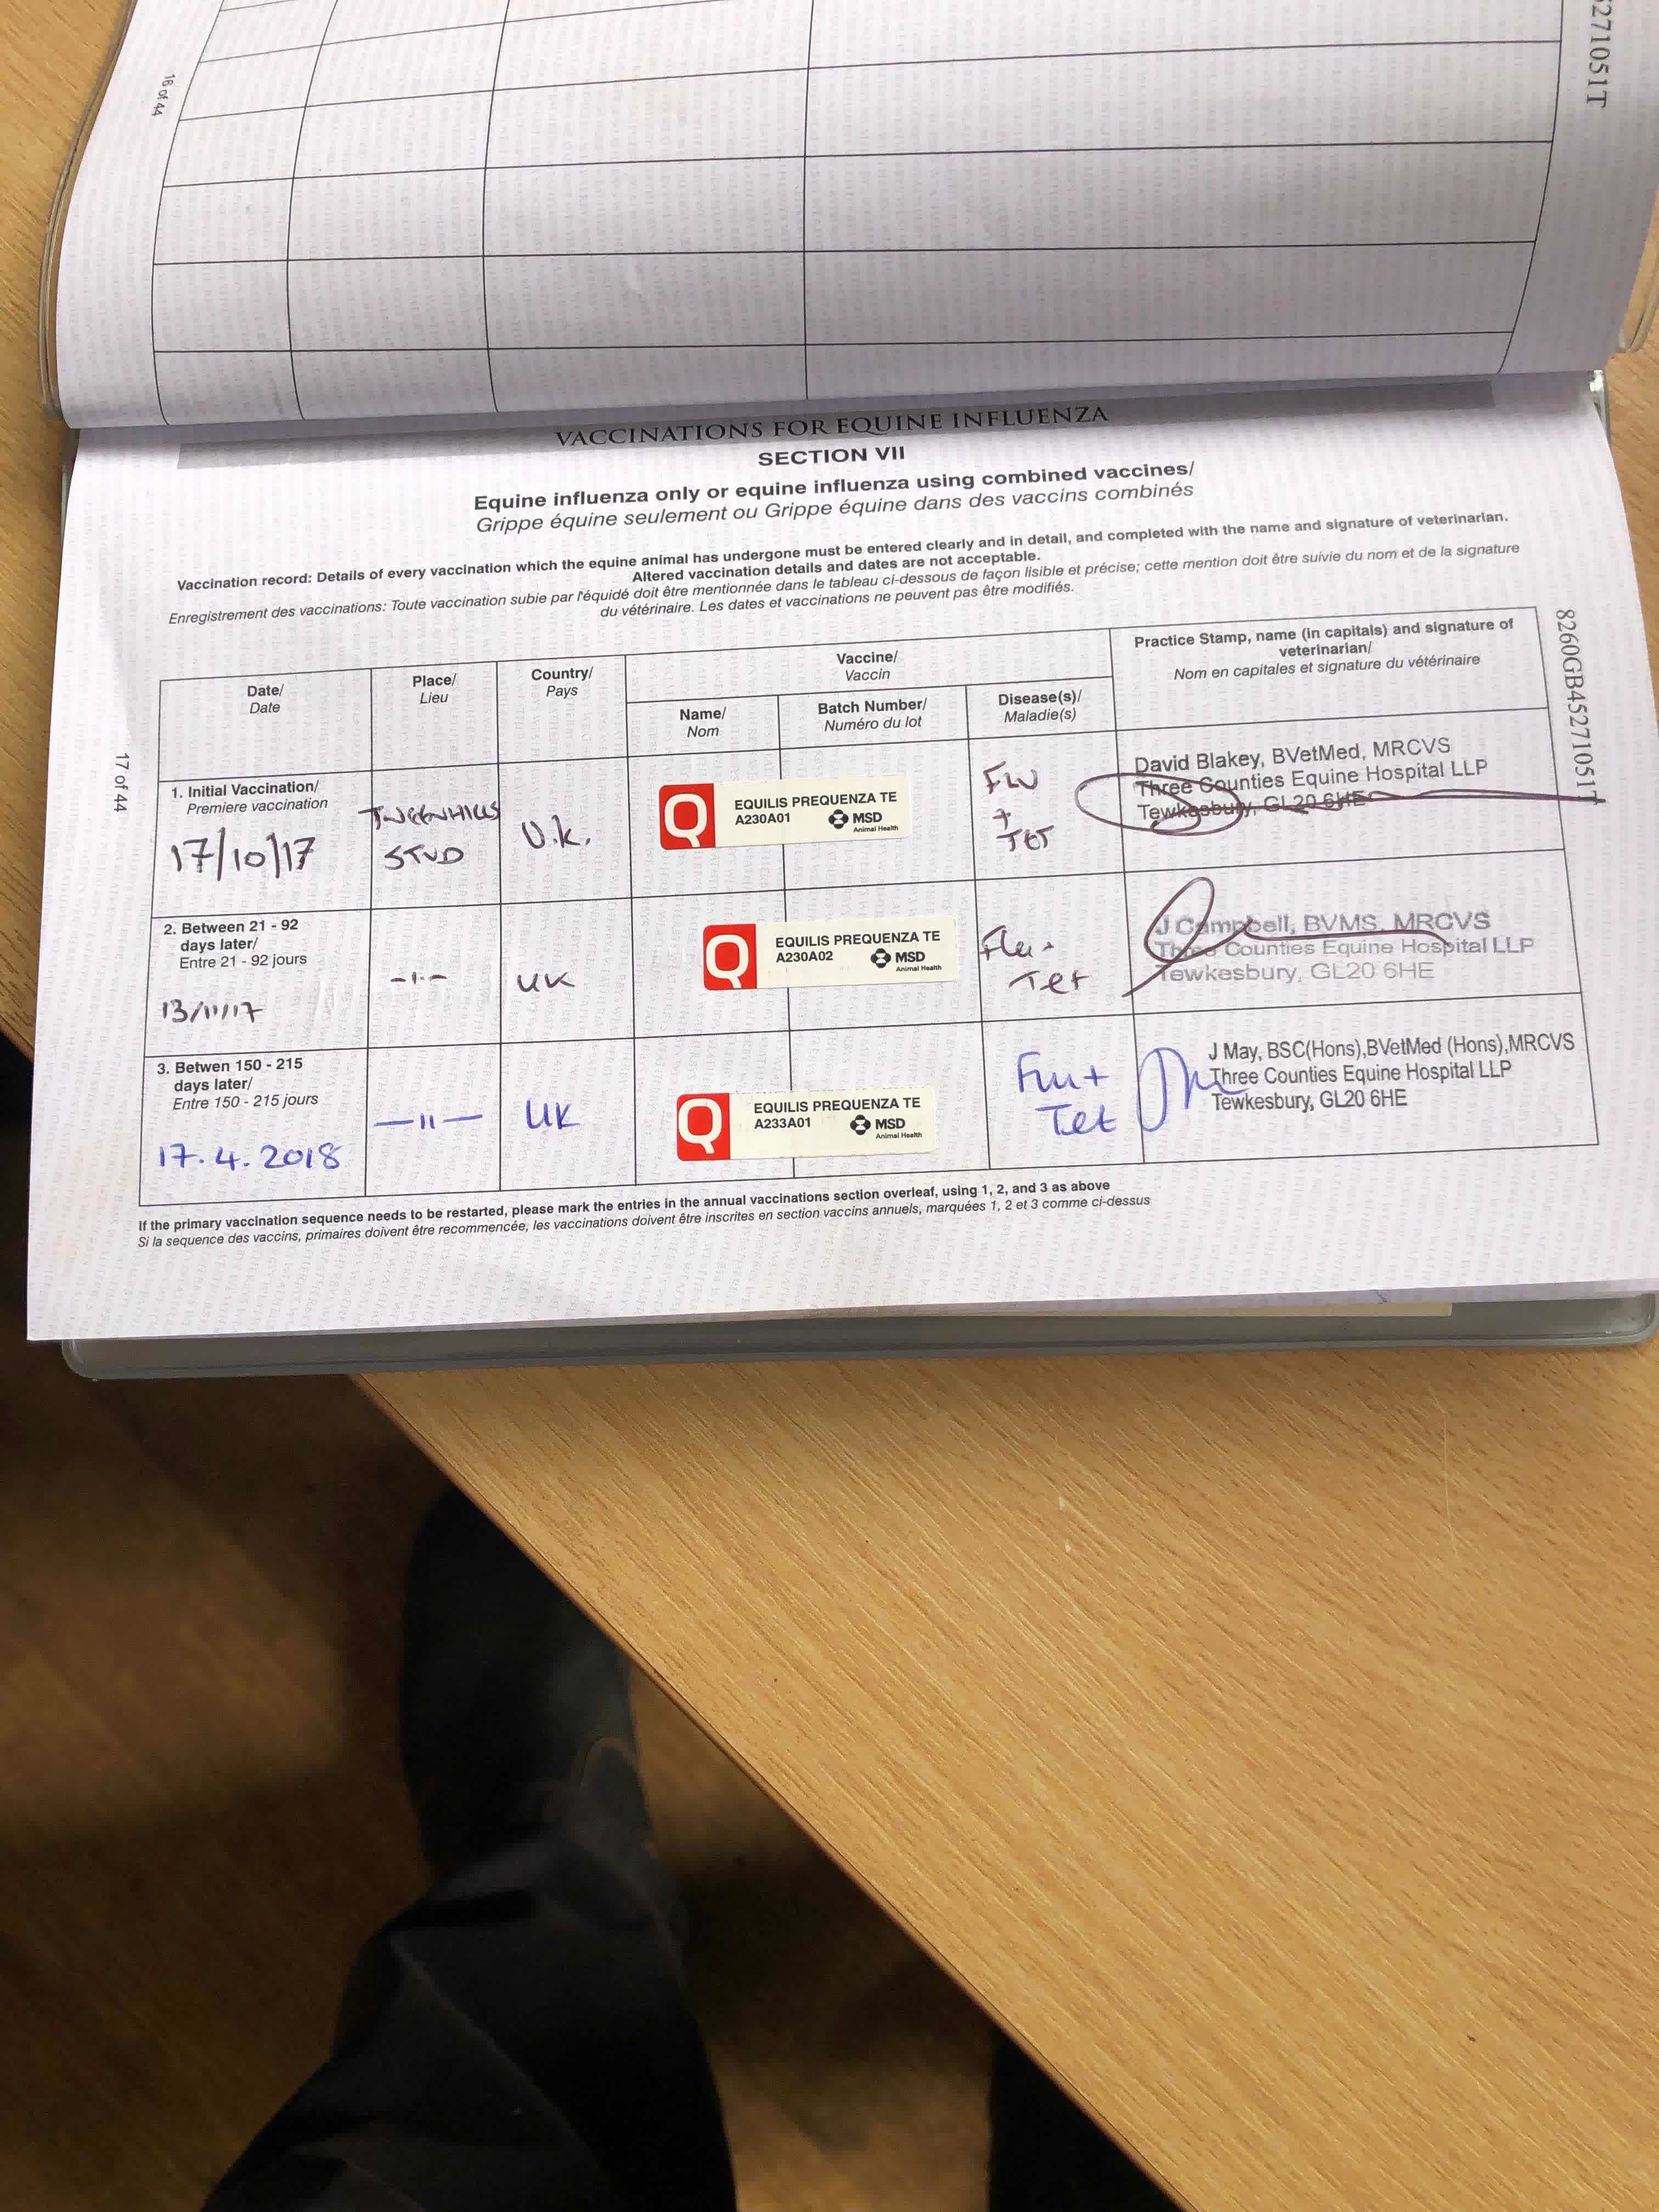 16 of 44
5271051T
VACCINATIONS FOR EQUINE INFLUENZA
SECTION VII
Equine influenza only or equine influenza using combined vaccines/
Grippe équine seulement ou Grippe équine dans des vaccins combinés
Vaccination record: Details of every vaccination which the equine animal has undergone must be entered clearly and in detail, and completed with the name and signature of veterinarian.
Altered vaccination details and dates are not acceptable.
Enregistrement des vaccinations: Toute vaccination subie par l'équidé doit être mentionnée dans le tableau ci-dessous de façon lisible et précise; cette mention doit être suivie du nom et de la signature
du vétérinaire. Les dates et vaccinations ne peuvent pas être modifiés.
8260GB45271051T
17 of 44
Date/
Date
Place/
Lieu
Country/
Pays
Vaccine/
Vaccin
Name/
Nom
Batch Number/
Numéro du lot
Disease(s)/
Maladie(s)
Practice Stamp, name (in capitals) and signature of
veterinarian/
Nom en capitales et signature du vétérinaire
1. Initial Vaccination/
Premiere vaccination
17/10/17
TWEENHILLS
STUD
U.K.
Q
EQUILIS PREQUENZA TE
A230A01 MSD
Animal Health
FLU
+
TET
David Blakey, BVetMed, MRCVS
Three Counties Equine Hospital LLP
Tewkesbury, GL20 6HE
2. Between 21 - 92
days later/
Entre 21 - 92 jours
13/11/17
-ıı-
UK
Q
EQUILIS PREQUENZA TE
A230A02 MSD
Animal Health
Flu.
Tet
J Campbell, BVMS, MRCVS
Three Counties Equine Hospital LLP
Tewkesbury, GL20 6HE
3. Betwen 150 - 215
days later/
Entre 150 - 215 jours
17.4.2018
—ıı—
UK
Q
EQUILIS PREQUENZA TE
A233A01 MSD
Animal Health
Flu +
Tet
J May, BSC(Hons),BVetMed (Hons),MRCVS
Three Counties Equine Hospital LLP
Tewkesbury, GL20 6HE
If the primary vaccination sequence needs to be restarted, please mark the entries in the annual vaccinations section overleaf, using 1, 2, and 3 as above
Si la sequence des vaccins, primaires doivent être recommencée, les vaccinations doivent être inscrites en section vaccins annuels, marquées 1, 2 et 3 comme ci-dessus